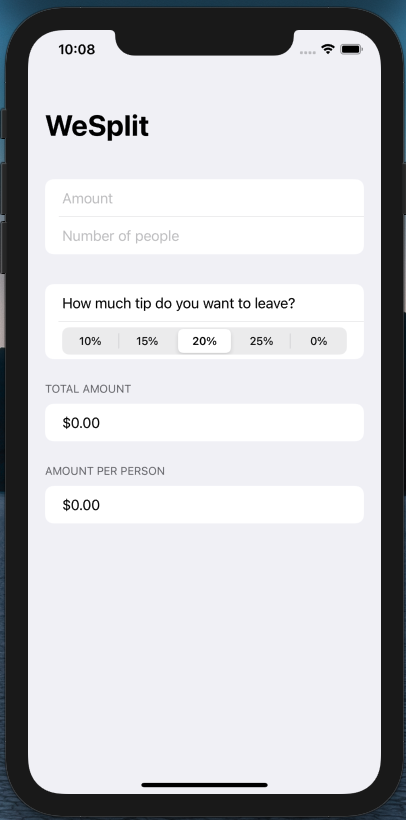 10:08
WeSplit
Amount
Number of people
How much tip do you want to leave?
10% 15% 20% 25% 0%
TOTAL AMOUNT
$0.00
AMOUNT PER PERSON
$0.00